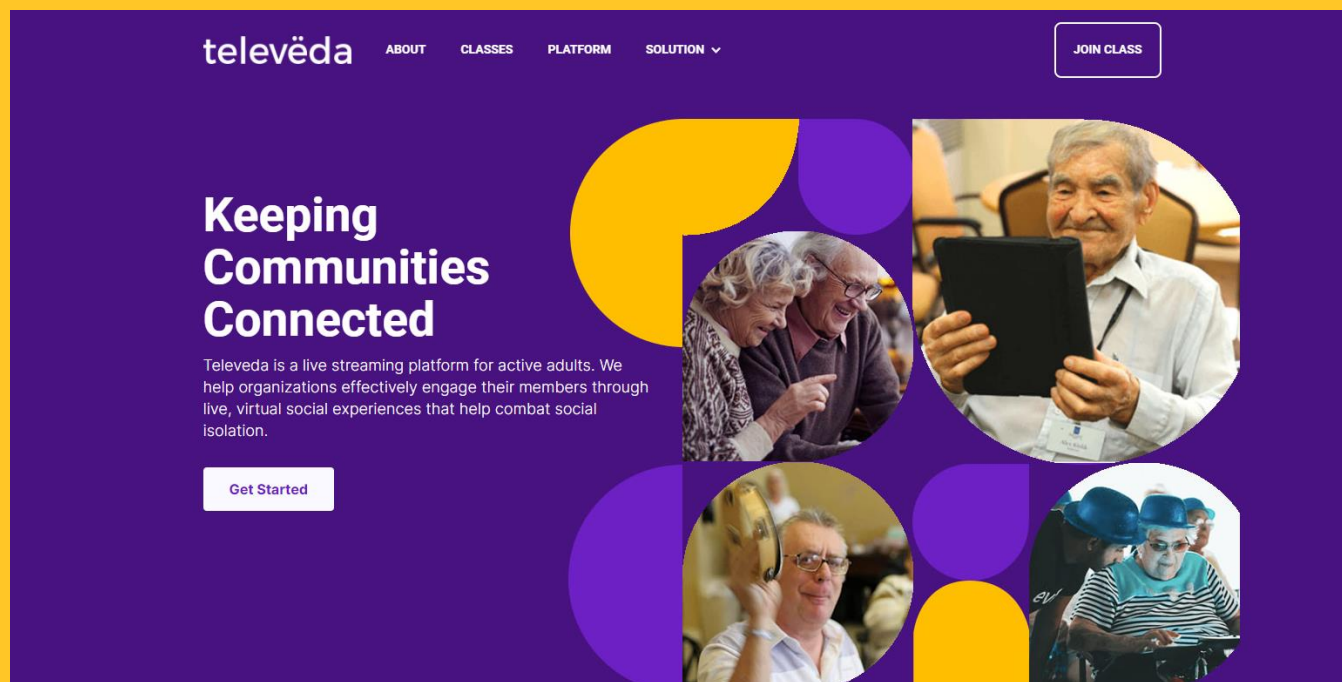 televëda
ABOUT
CLASSES
PLATFORM
SOLUTION
JOIN CLASS
Keeping
Communities
Connected
Televeda is a live streaming platform for active adults. We
help organizations effectively engage their members through
live, virtual social experiences that help combat social
isolation.
Get Started